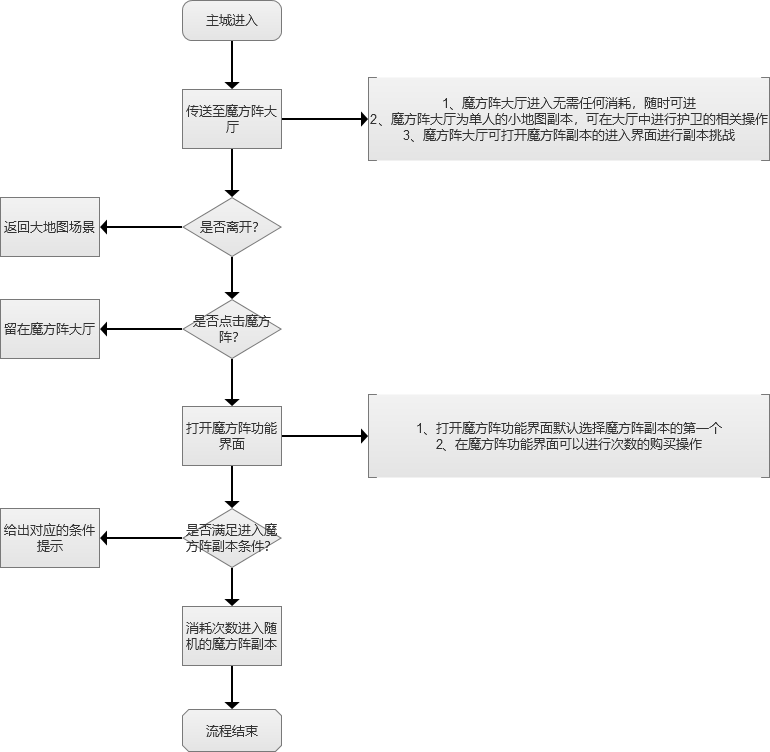 主城进入
传送至魔方阵大
厅
1、魔方阵大厅进入无需任何消耗，随时可进
2、魔方阵大厅为单人的小地图副本，可在大厅中进行护卫的相关操作
3、魔方阵大厅可打开魔方阵副本的进入界面进行副本挑战
返回大地图场景
是否离开?
留在魔方阵大厅
是否点击魔方
阵?
打开魔方阵功能
界面
1、打开魔方阵功能界面默认选择魔方阵副本的第一个
2、在魔方阵功能界面可以进行次数的购买操作
给出对应的条件
提示
是否满足进入魔
方阵副本条件?
消耗次数进入随
机的魔方阵副本
流程结束